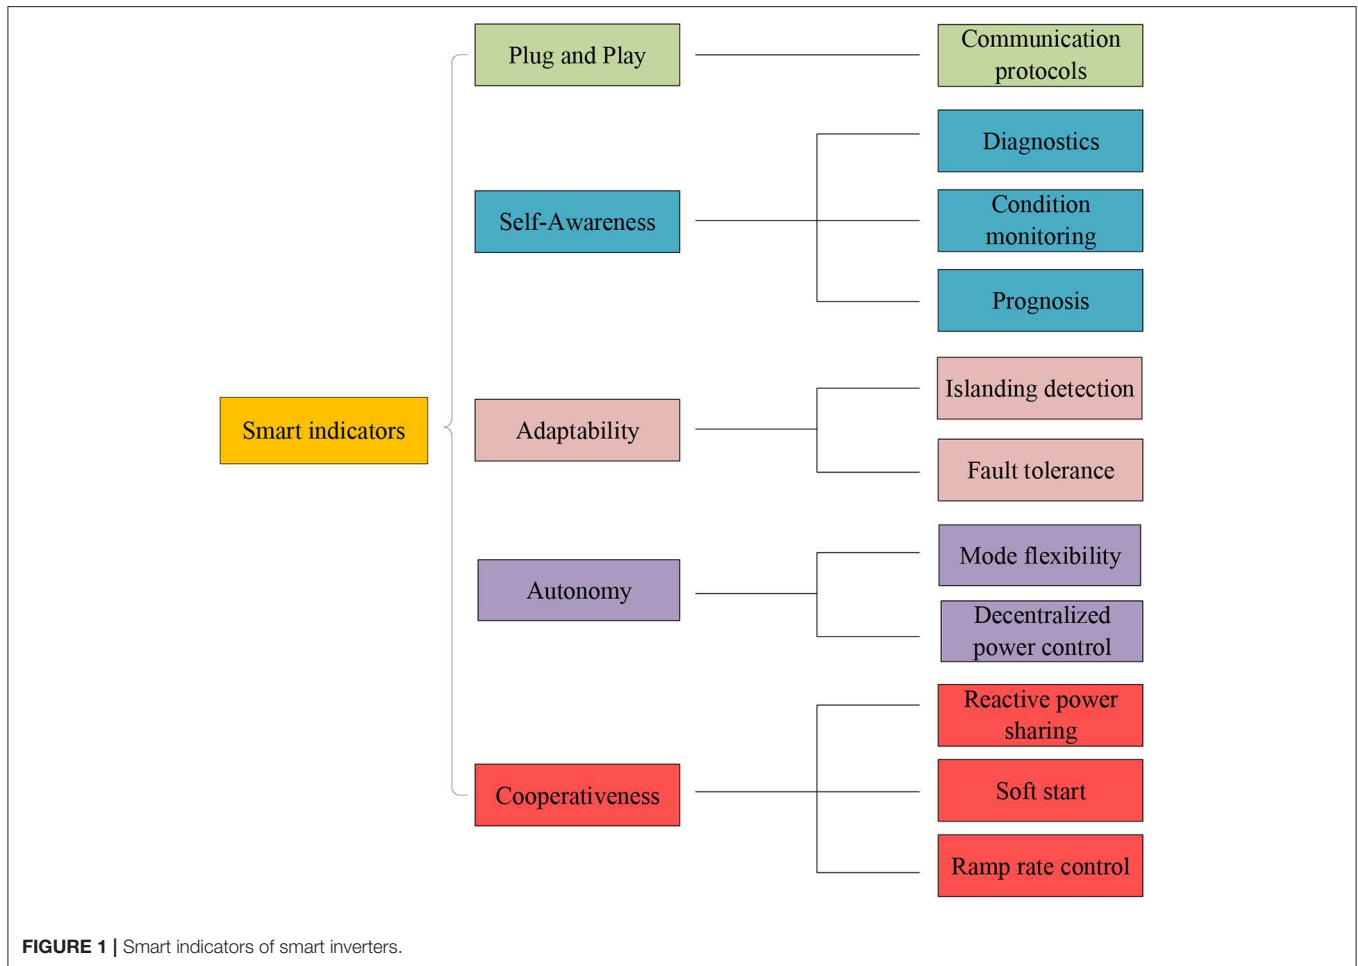 Plug and Play
Communication
protocols
Diagnostics
Self-Awareness
Condition
monitoring
Prognosis
Smart indicators
Adaptability
Islanding detection
Fault tolerance
Autonomy
Mode flexibility
Decentralized
power control
Cooperativeness
Reactive power
sharing
Soft start
Ramp rate control
FIGURE 1 | Smart indicators of smart inverters.